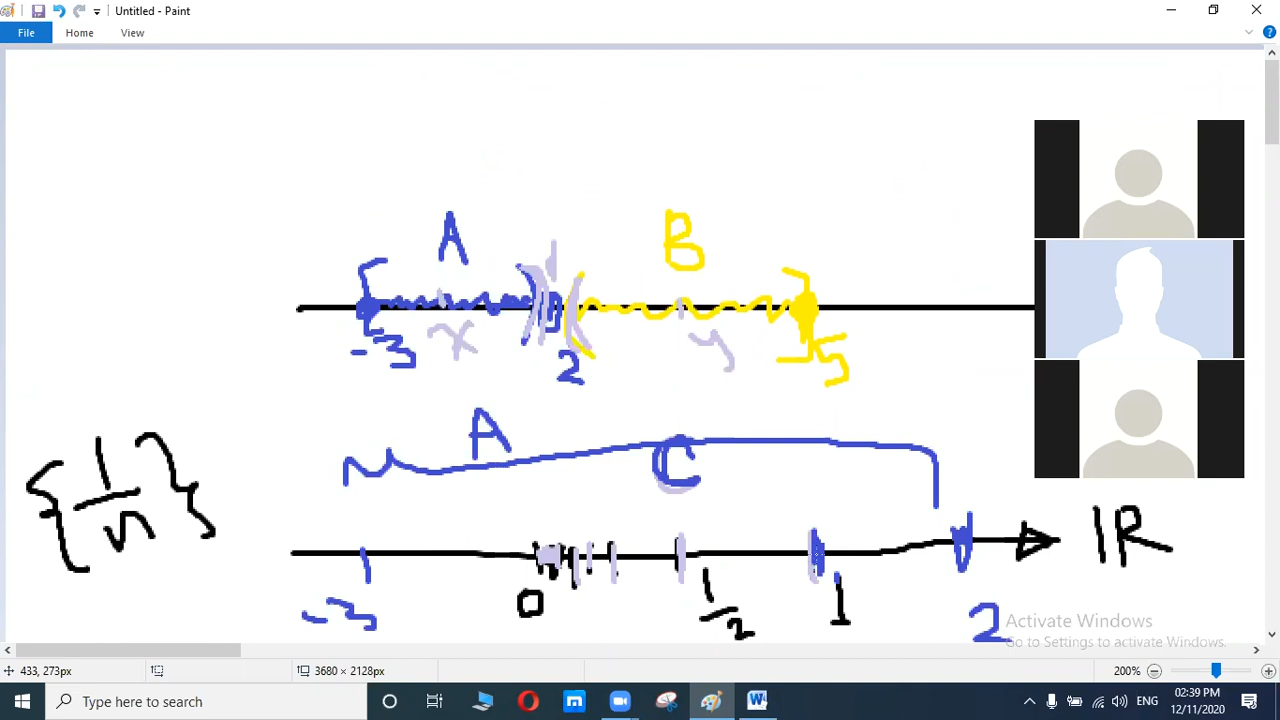 Untitled - Paint
File Home View
A B
-3 x 2 y 5
A C
{1/n}
IR
-3 0 1/2 1 2
Activate Windows
Go to Settings to activate Windows.
433, 273px 3680 × 2128px 200%
Type here to search
ENG
02:39 PM
12/11/2020